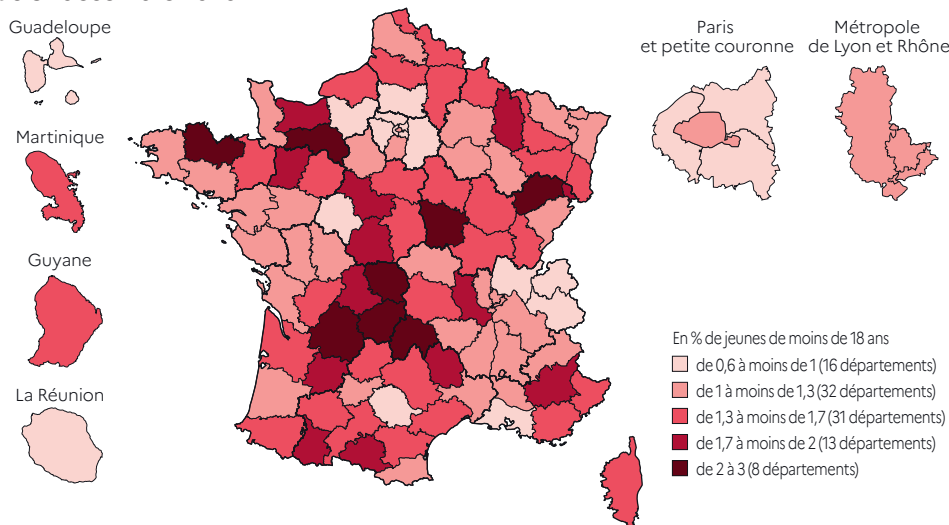 Guadeloupe
Martinique
Guyane
La Réunion
Paris
et petite couronne
Métropole
de Lyon et Rhône
En % de jeunes de moins de 18 ans
de 0,6 à moins de 1 (16 départements)
de 1 à moins de 1,3 (32 départements)
de 1,3 à moins de 1,7 (31 départements)
de 1,7 à moins de 2 (13 départements)
de 2 à 3 (8 départements)